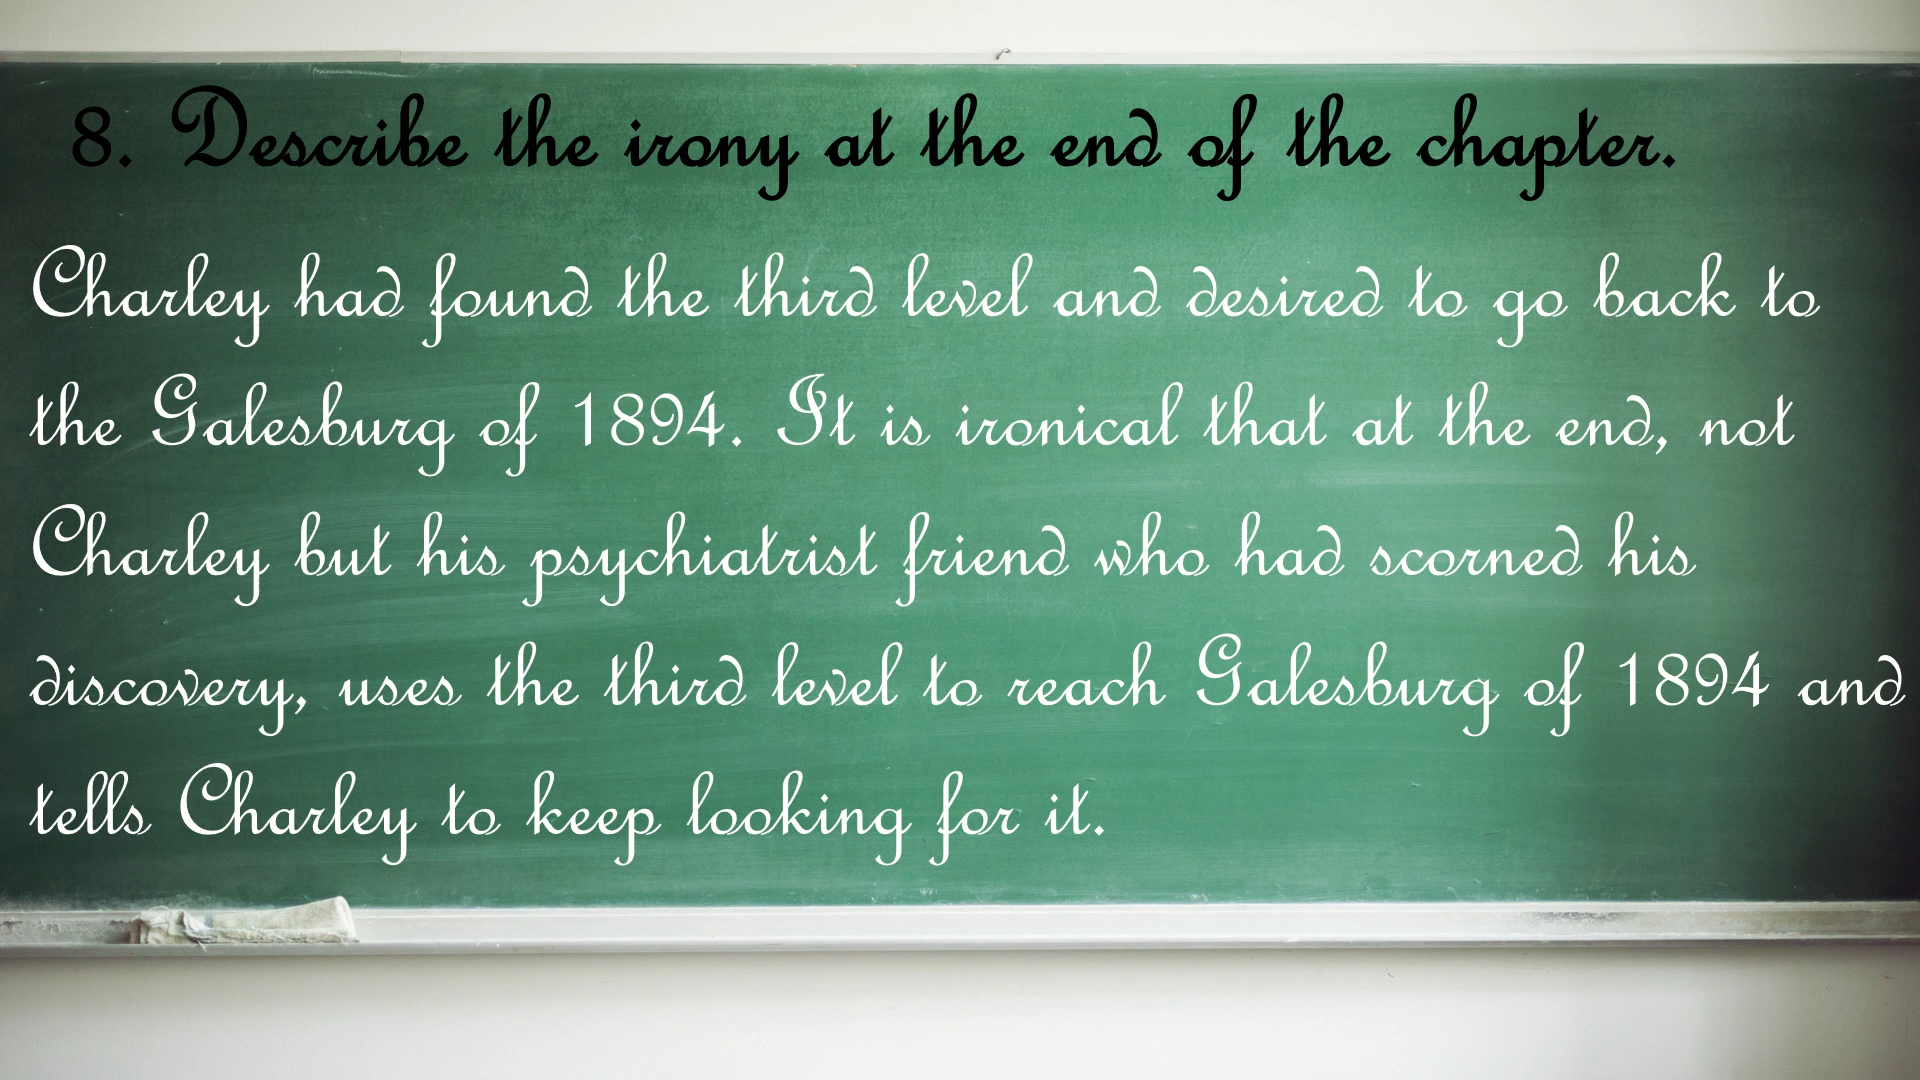 8. Describe the irony at the end of the chapter.
Charley had found the third level and desired to go back to
the Galesburg of 1894. It is ironical that at the end, not
Charley but his psychiatrist friend who had scorned his
discovery, uses the third level to reach Galesburg of 1894 and
tells Charley to keep looking for it.